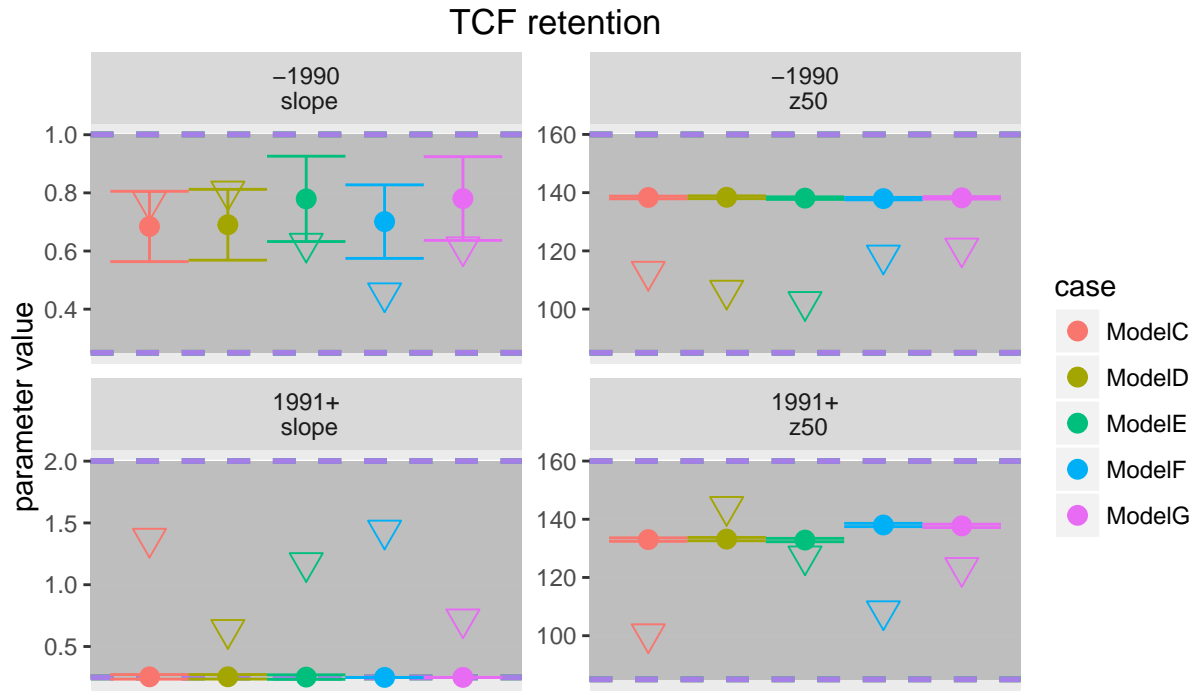 TCF retention
−1990
slope
−1990
z50
1.0
0.8
0.6
0.4
160
140
120
100
1991+
slope
1991+
z50
2.0
1.5
1.0
0.5
160
140
120
100
parameter value
case
ModelC
ModelD
ModelE
ModelF
ModelG